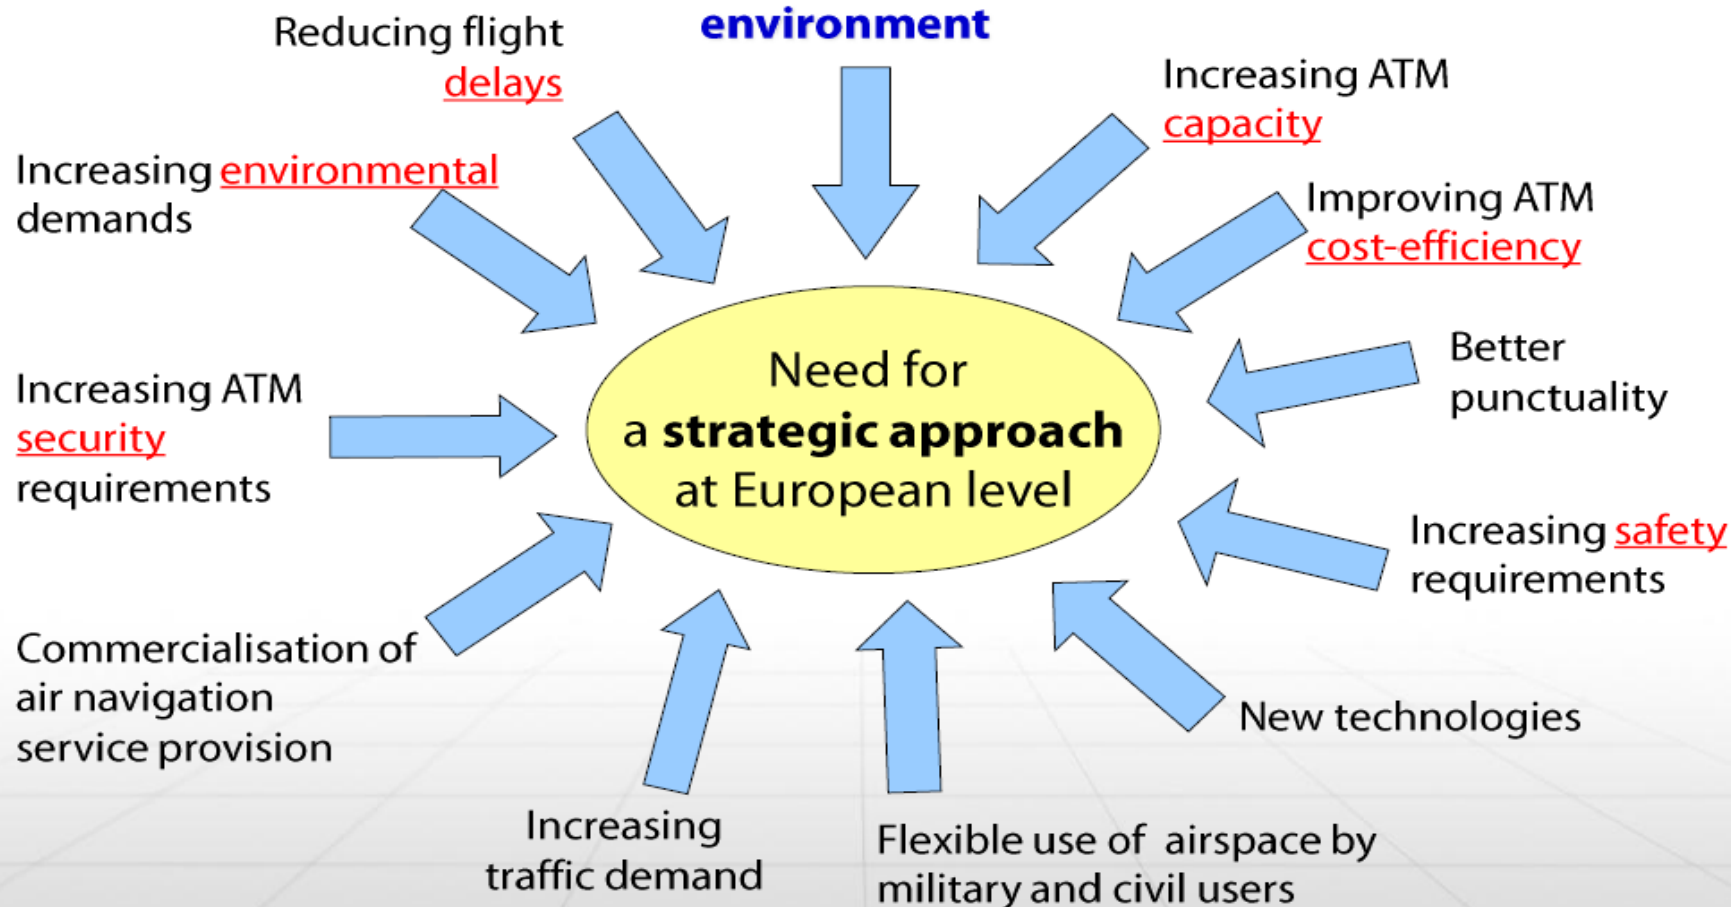 environment
Reducing flight
delays
Increasing ATM
capacity
Increasing environmental
demands
Improving ATM
cost-efficiency
Better
punctuality
Need for
a strategic approach
at European level
Increasing ATM
security
requirements
Increasing safety
requirements
Commercialisation of
air navigation
service provision
New technologies
Increasing
traffic demand
Flexible use of airspace by
military and civil users